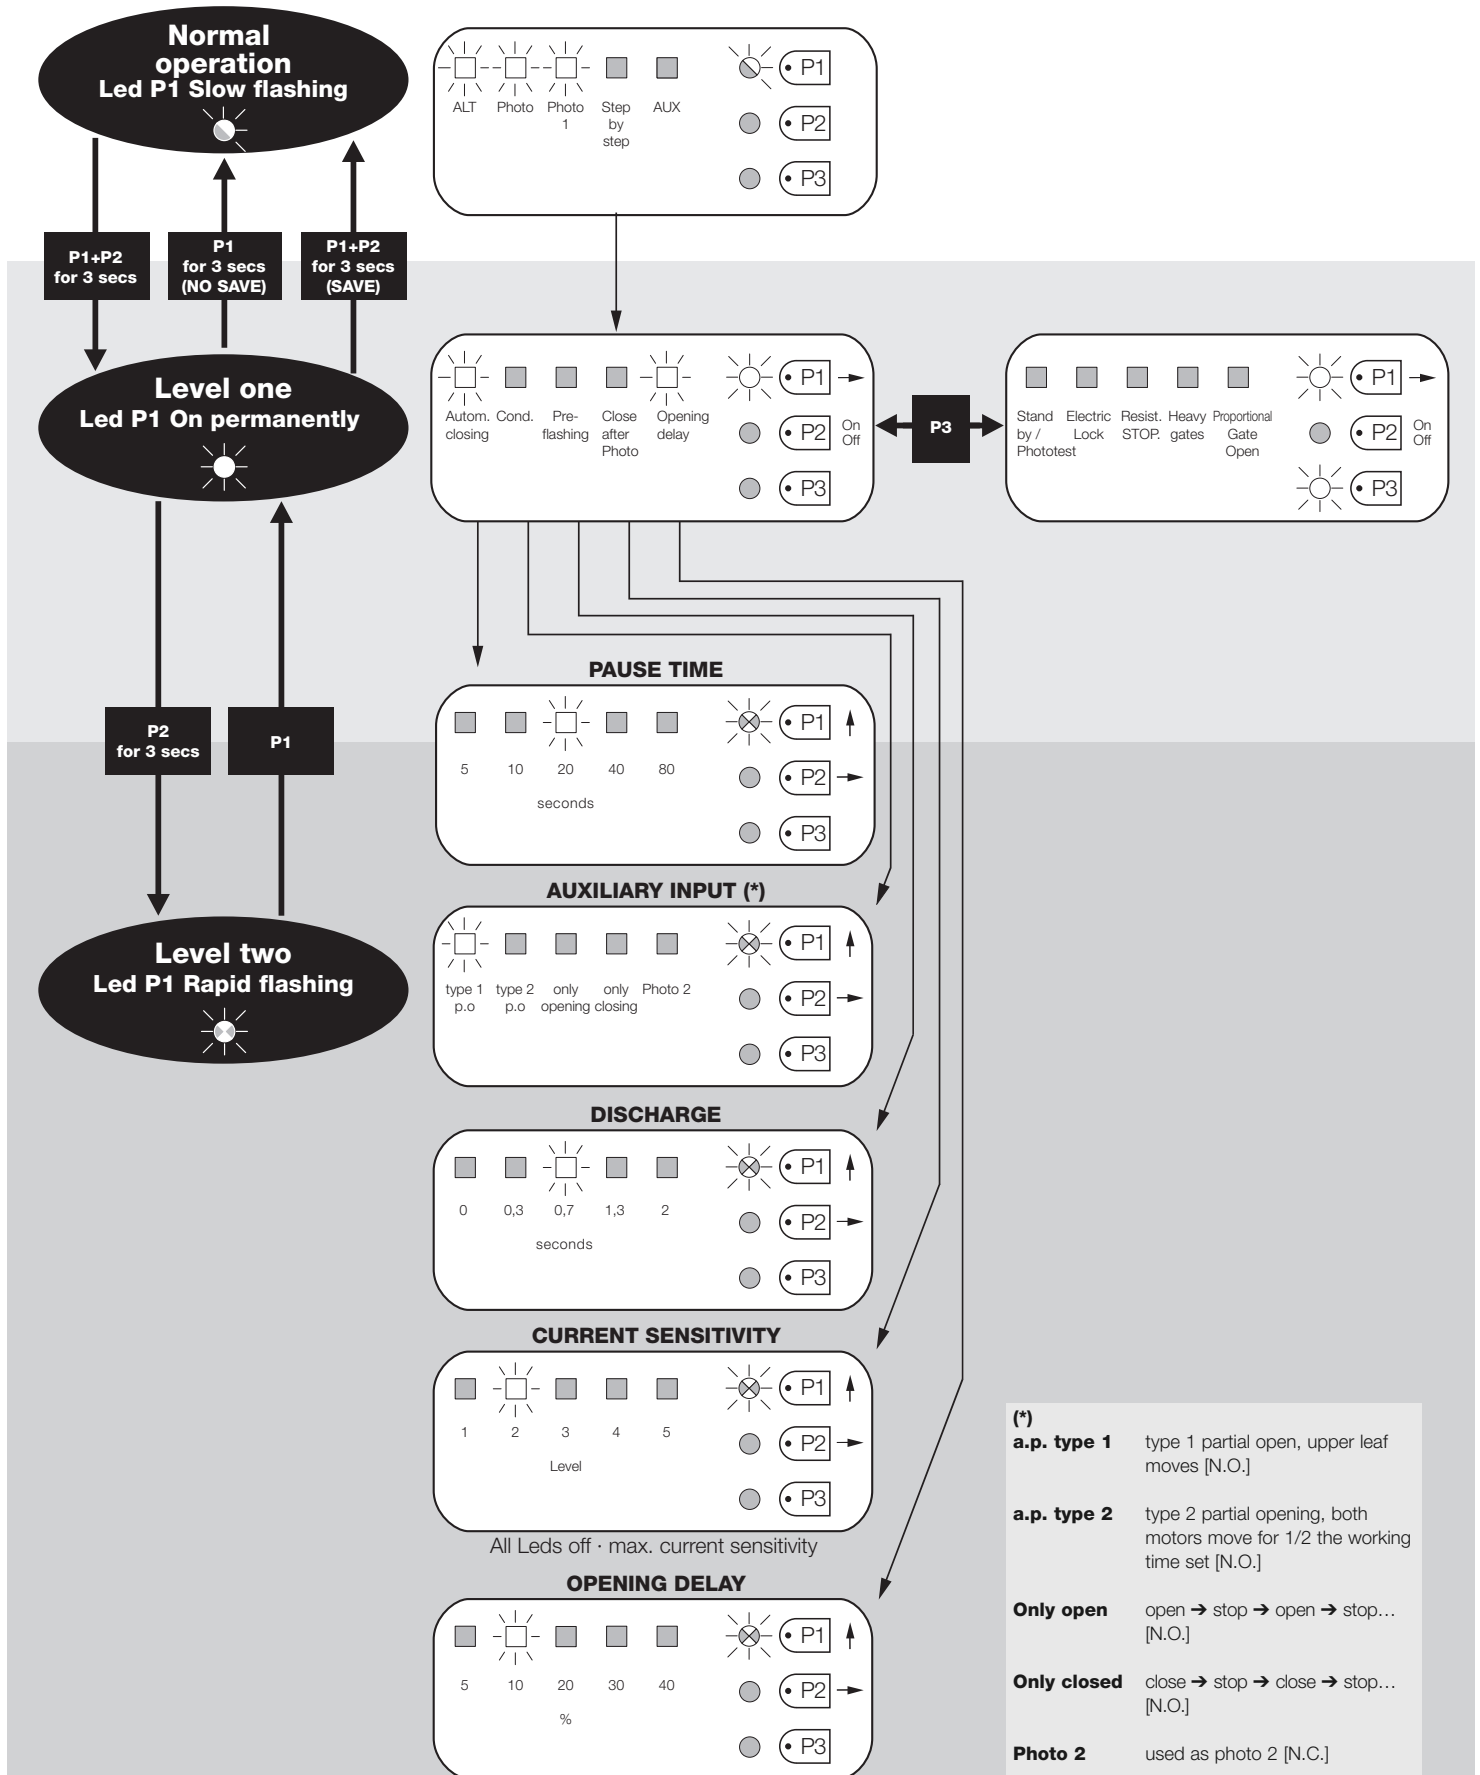 Normal
operation
Led P1 Slow flashing
ALT Photo Photo 1 Step by step AUX
P1
P2
P3
P1+P2
for 3 secs
P1
for 3 secs
(NO SAVE)
P1+P2
for 3 secs
(SAVE)
Level one
Led P1 On permanently
Autom. closing Cond. Pre-flashing Close after Photo Opening delay
P1
P2 On Off
P3
P3
Stand by / Phototest Electric Lock Resist. STOP. Heavy gates Proportional Gate Open
P1
P2 On Off
P3
P2
for 3 secs
P1
Level two
Led P1 Rapid flashing
PAUSE TIME
P1
5 10 20 40 80
P2
seconds
P3
AUXILIARY INPUT (*)
P1
type 1 p.o type 2 p.o only opening only closing Photo 2
P2
P3
DISCHARGE
P1
0 0,3 0,7 1,3 2
P2
seconds
P3
CURRENT SENSITIVITY
P1
1 2 3 4 5
P2
Level
P3
All Leds off · max. current sensitivity
OPENING DELAY
P1
5 10 20 30 40
P2
%
P3
(*)
a.p. type 1 type 1 partial open, upper leaf
moves [N.O.]
a.p. type 2 type 2 partial opening, both
motors move for 1/2 the working
time set [N.O.]
Only open open ➔ stop ➔ open ➔ stop…
[N.O.]
Only closed close ➔ stop ➔ close ➔ stop…
[N.O.]
Photo 2 used as photo 2 [N.C.]